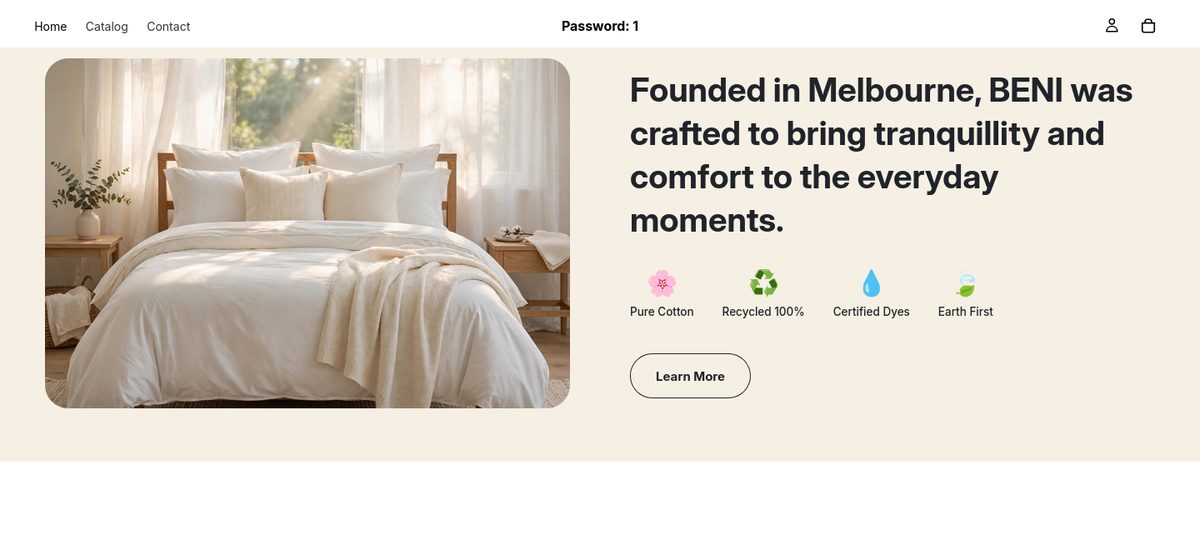 Home Catalog Contact Password: 1
Founded in Melbourne, BENI was
crafted to bring tranquillity and
comfort to the everyday
moments.
Pure Cotton Recycled 100% Certified Dyes Earth First
Learn More